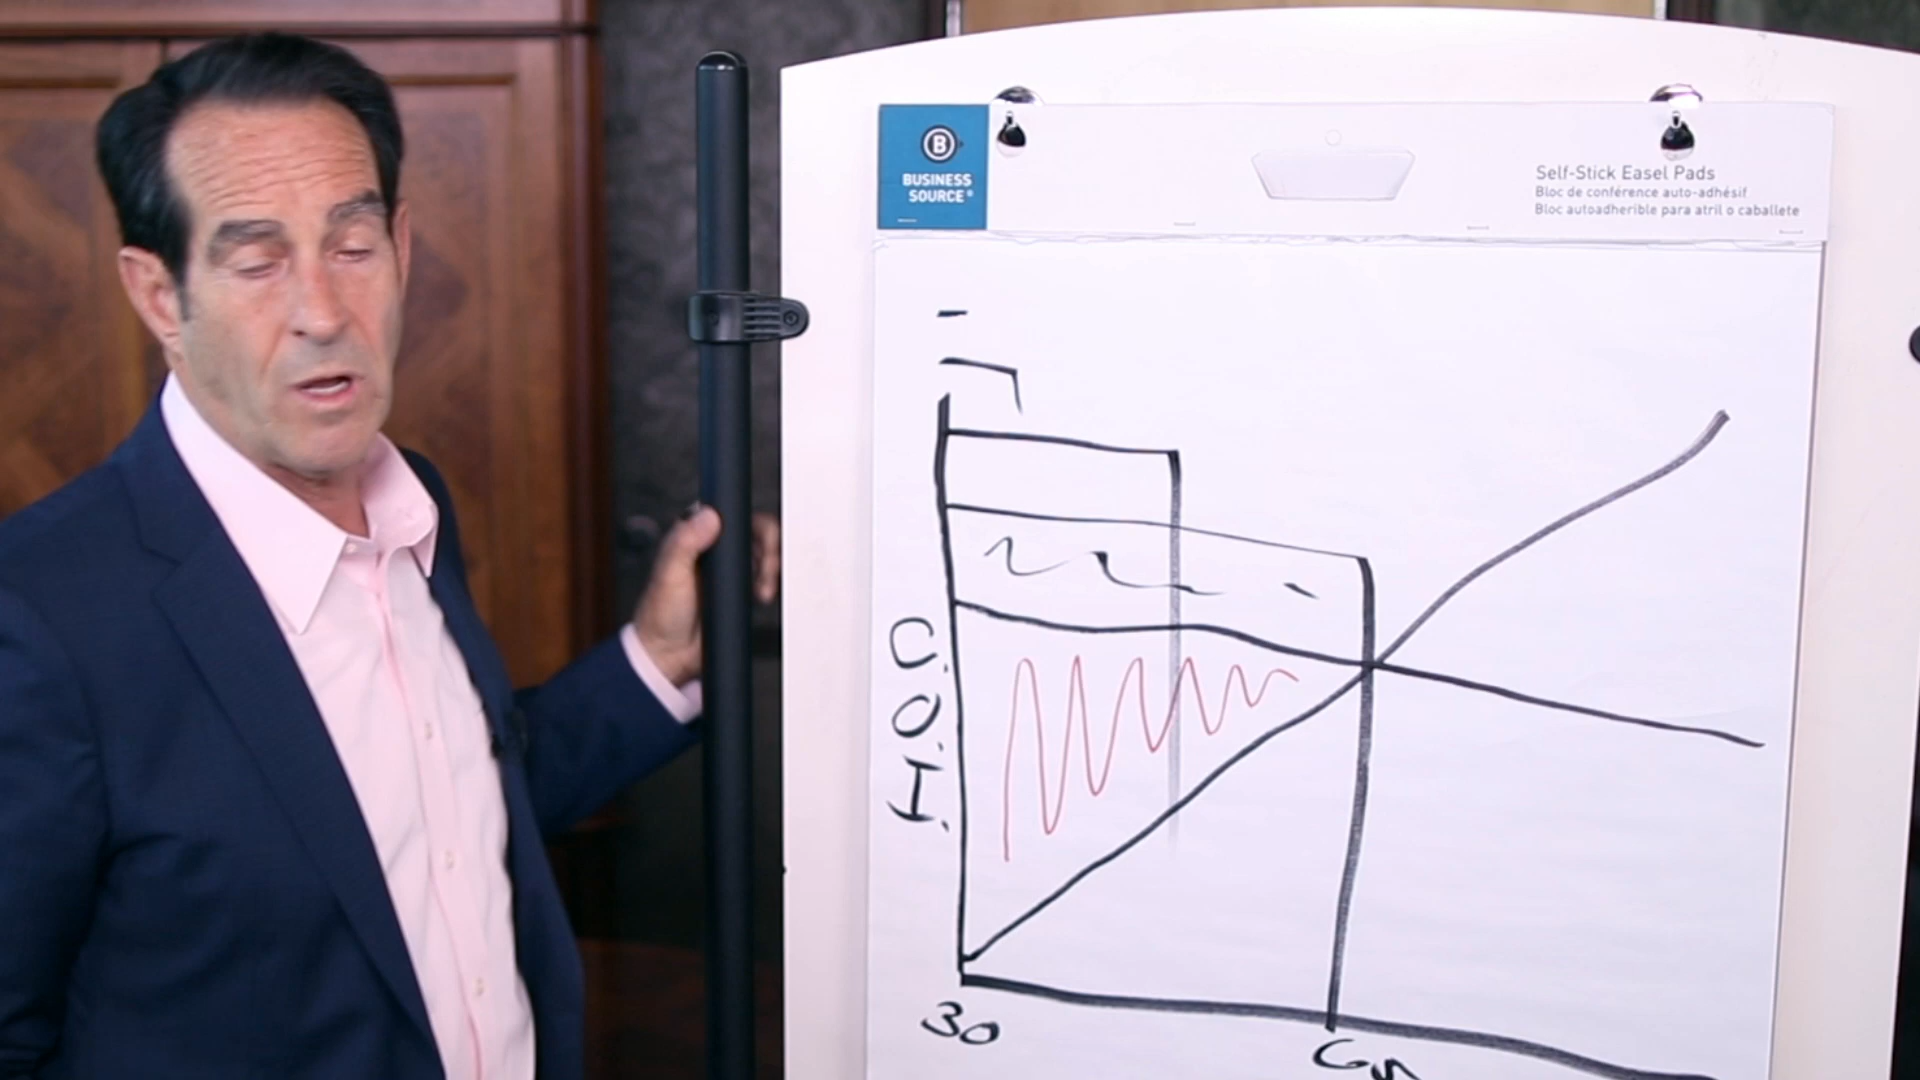 B
BUSINESS
SOURCE®
Self-Stick Easel Pads
Bloc de conférence auto-adhésif
Bloc autoadherible para atril o caballete
C.
O.
I.
30